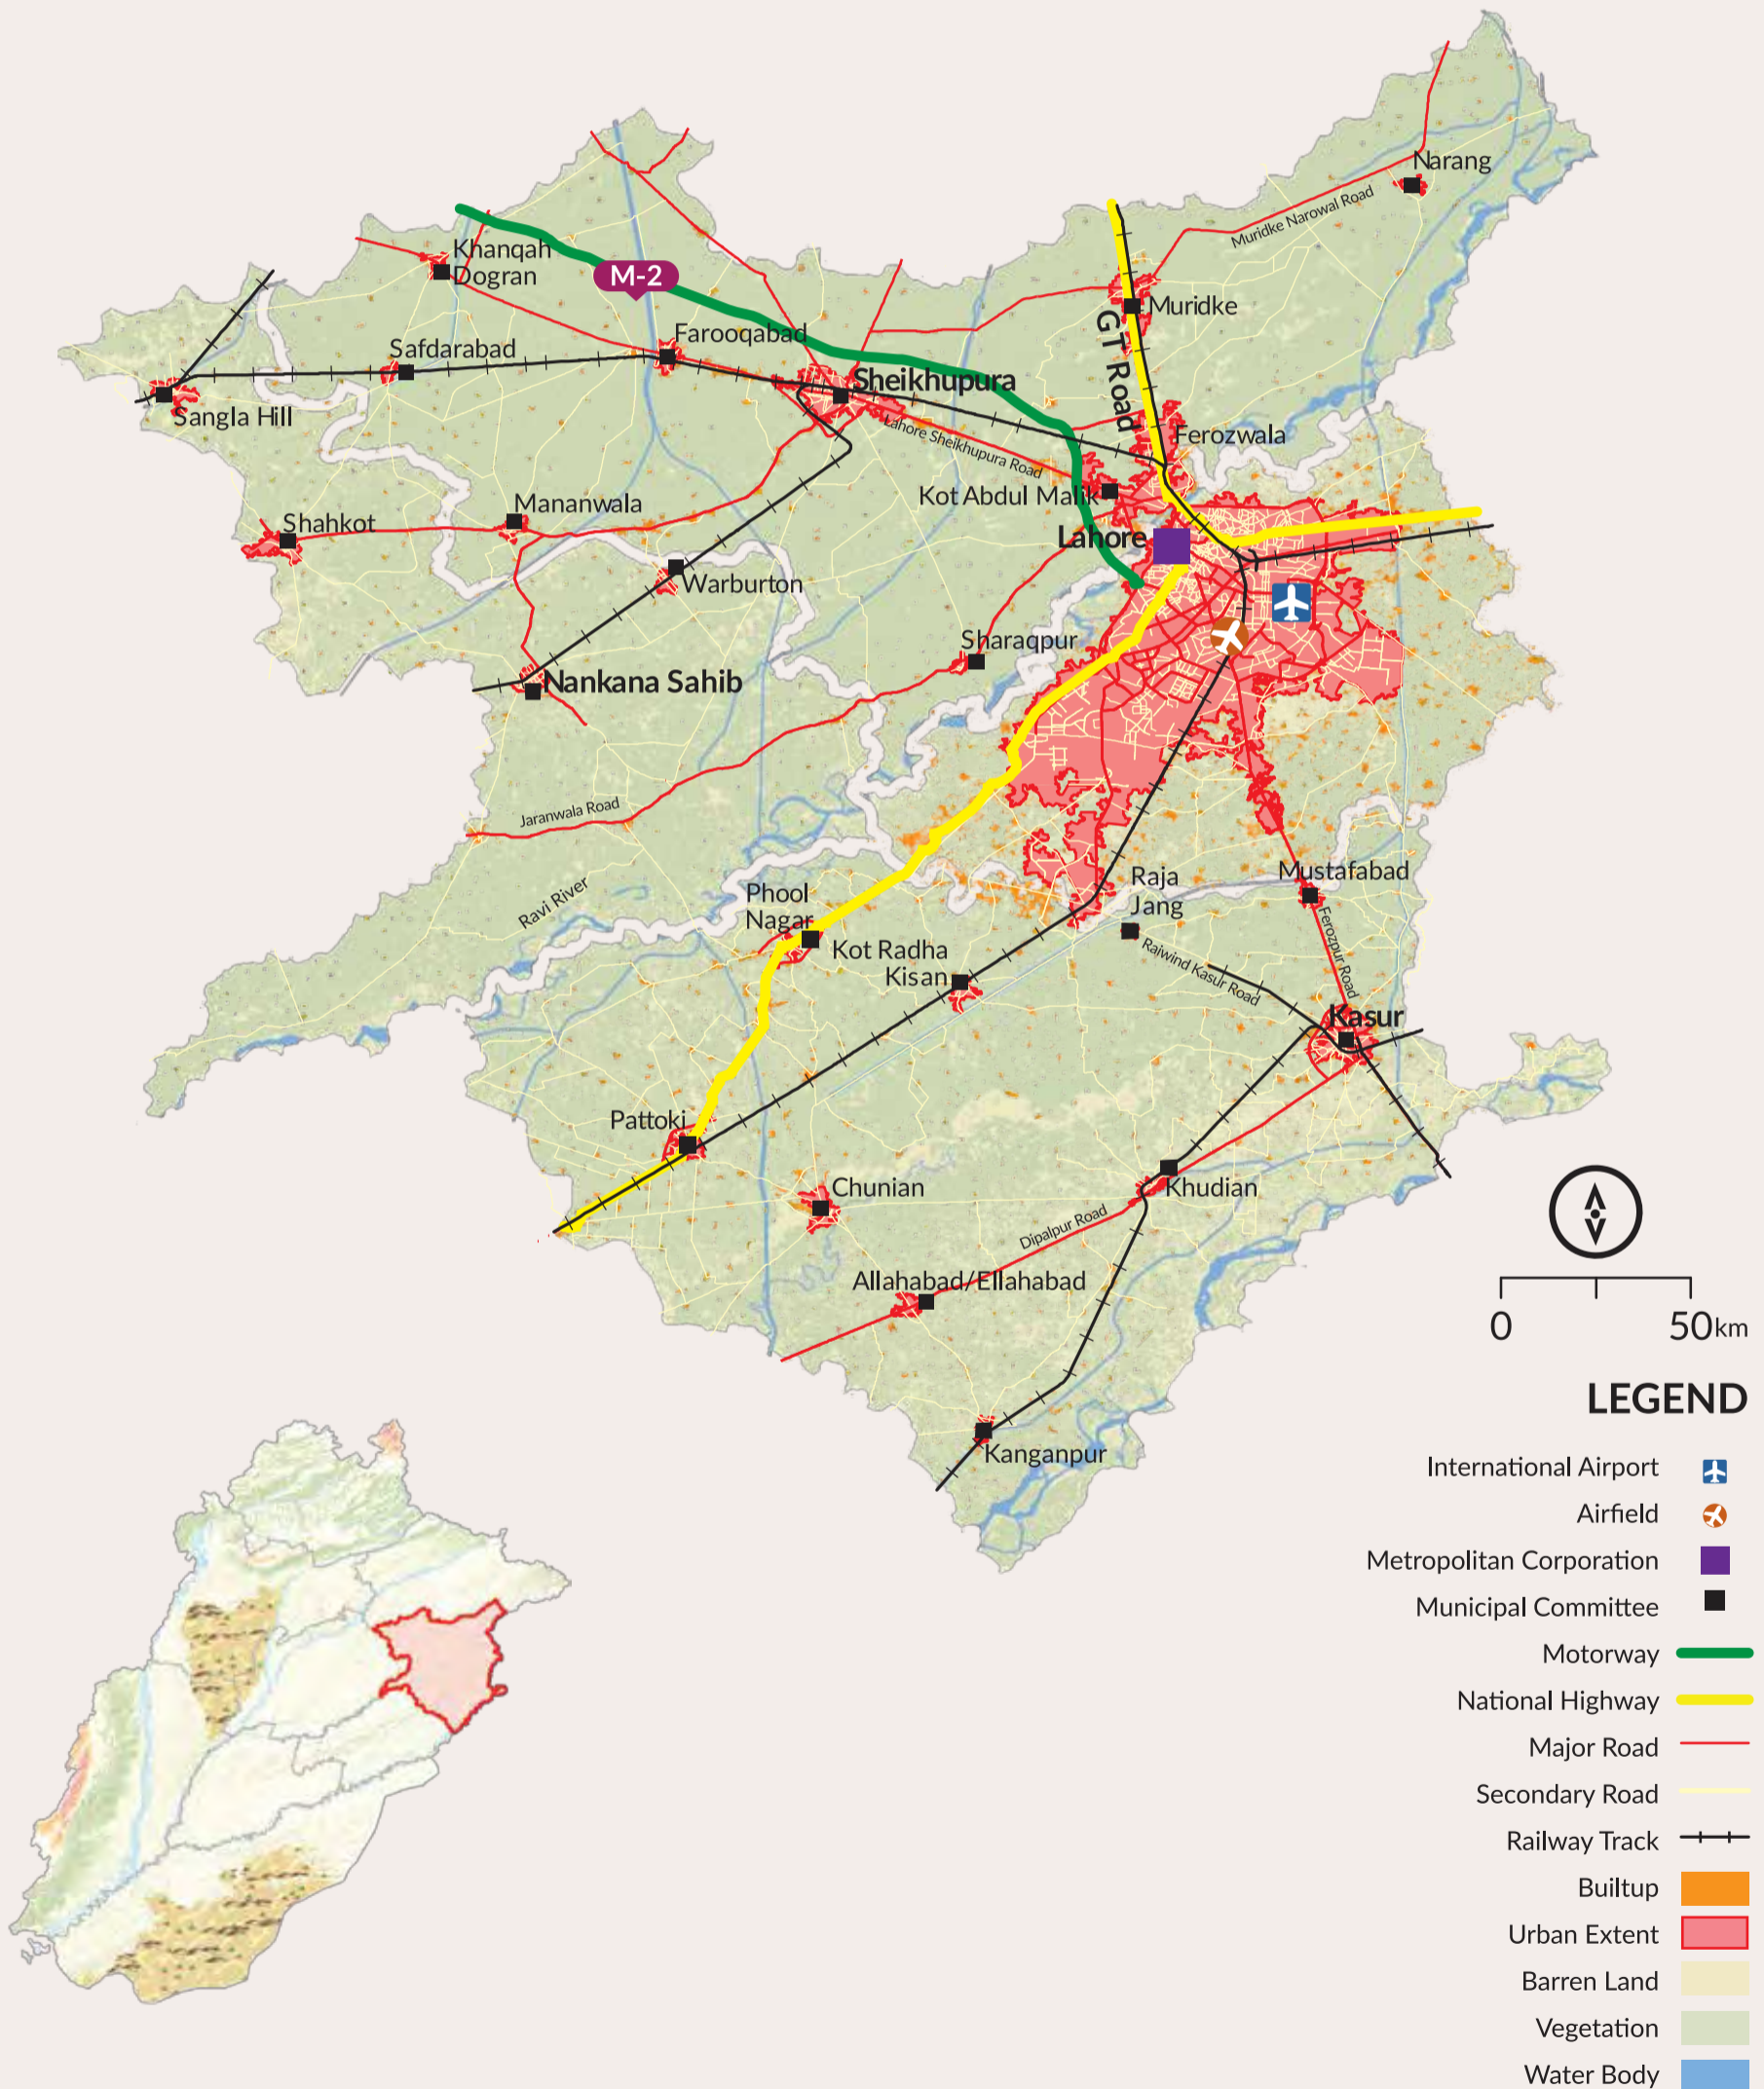 Narang
Muridke Narowal Road
Khanqah
Dogran
M-2
Muridke
GT Road
Farooqabad
Safdarabad
Sheikhupura
Sangla Hill
Lahore Sheikhupura Road
Ferozwala
Kot Abdul Malik
Mananwala
Shahkot
Lahore
Warburton
Sharaqpur
Nankana Sahib
Jaranwala Road
Ravi River
Phool
Nagar
Raja
Jang
Mustafabad
Kot Radha
Kisan
Raiwind Kasur Road
Ferozpur Road
Kasur
Pattoki
Chunian
Khudian
Dipalpur Road
Allahabad/Ellahabad
Kanganpur
0 50km
LEGEND
International Airport
Airfield
Metropolitan Corporation
Municipal Committee
Motorway
National Highway
Major Road
Secondary Road
Railway Track
Builtup
Urban Extent
Barren Land
Vegetation
Water Body